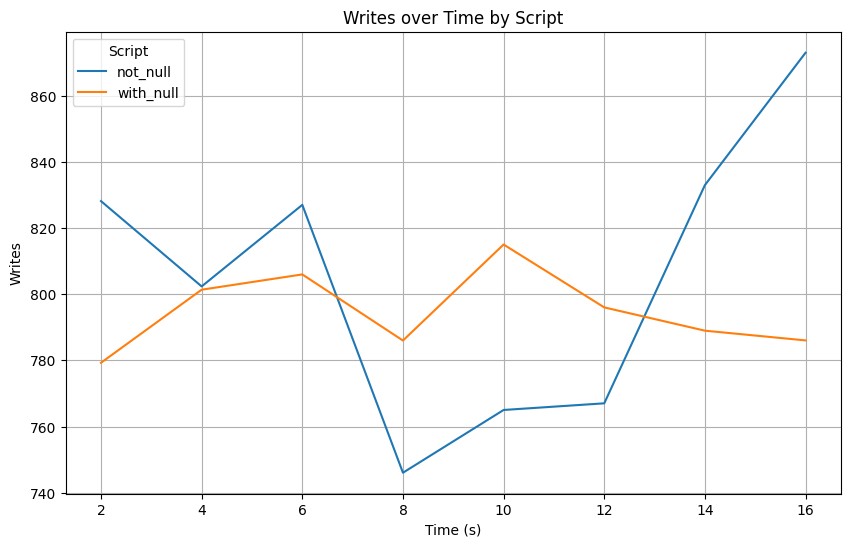 Writes over Time by Script
Script
not_null
with_null
Writes
860
840
820
800
780
760
740
2 4 6 8 10 12 14 16
Time (s)